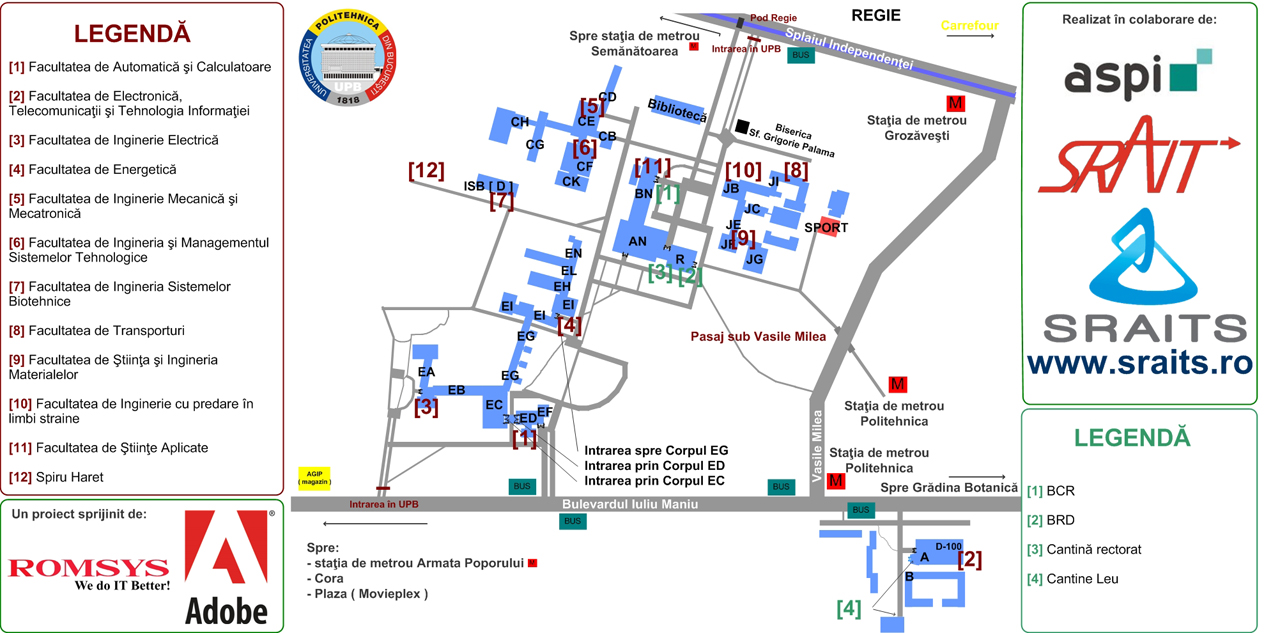 LEGENDĂ
[1] Facultatea de Automatică şi Calculatoare
[2] Facultatea de Electronică,
Telecomunicaţii şi Tehnologia Informaţiei
[3] Facultatea de Inginerie Electrică
[4] Facultatea de Energetică
[5] Facultatea de Inginerie Mecanică şi
Mecatronică
[6] Facultatea de Ingineria şi Managementul
Sistemelor Tehnologice
[7] Facultatea de Ingineria Sistemelor
Biotehnice
[8] Facultatea de Transporturi
[9] Facultatea de Ştiinţa şi Ingineria
Materialelor
[10] Facultatea de Inginerie cu predare în
limbi straine
[11] Facultatea de Ştiinţe Aplicate
[12] Spiru Haret
Un proiect sprijinit de:
ROMSYS
We do IT Better!
Adobe
UNIVERSITATEA
POLITEHNICA
DIN BUCUREŞTI
UPB
1818
Spre staţia de metrou
Semănătoarea
M
Pod Regie
Intrarea in UPB
REGIE
Splaiul Independenţei
BUS
Carrefour
M
Staţia de metrou
Grozăveşti
Bibliotecă
Biserica
Sf. Grigorie Palama
CD
[5]
CE
CH
CB
CG
[6]
CF
CK
[12]
ISB [ D ]
[7]
[11]
BN
[1]
[10]
[8]
JB
JI
JC
JE
JF
[9]
JG
SPORT
AN
R
[3]
[2]
EN
EL
EH
EI
EI
EI
[4]
EG
EG
Pasaj sub Vasile Milea
EA
EB
EC
[3]
ED
EF
[1]
M
Staţia de metrou
Politehnica
Vasile Milea
Staţia de metrou
Politehnica
M
Spre Grădina Botanică
Intrarea spre Corpul EG
Intrarea prin Corpul ED
Intrarea prin Corpul EC
AGIP
( magazin )
Intrarea in UPB
BUS
BUS
BUS
BUS
Bulevardul Iuliu Maniu
Spre:
- staţia de metrou Armata Poporului M
- Cora
- Plaza ( Movieplex )
D-100
A
[2]
B
[4]
Realizat în colaborare de:
aspi
SRAIT
SRAITS
www.sraits.ro
LEGENDĂ
[1] BCR
[2] BRD
[3] Cantină rectorat
[4] Cantine Leu